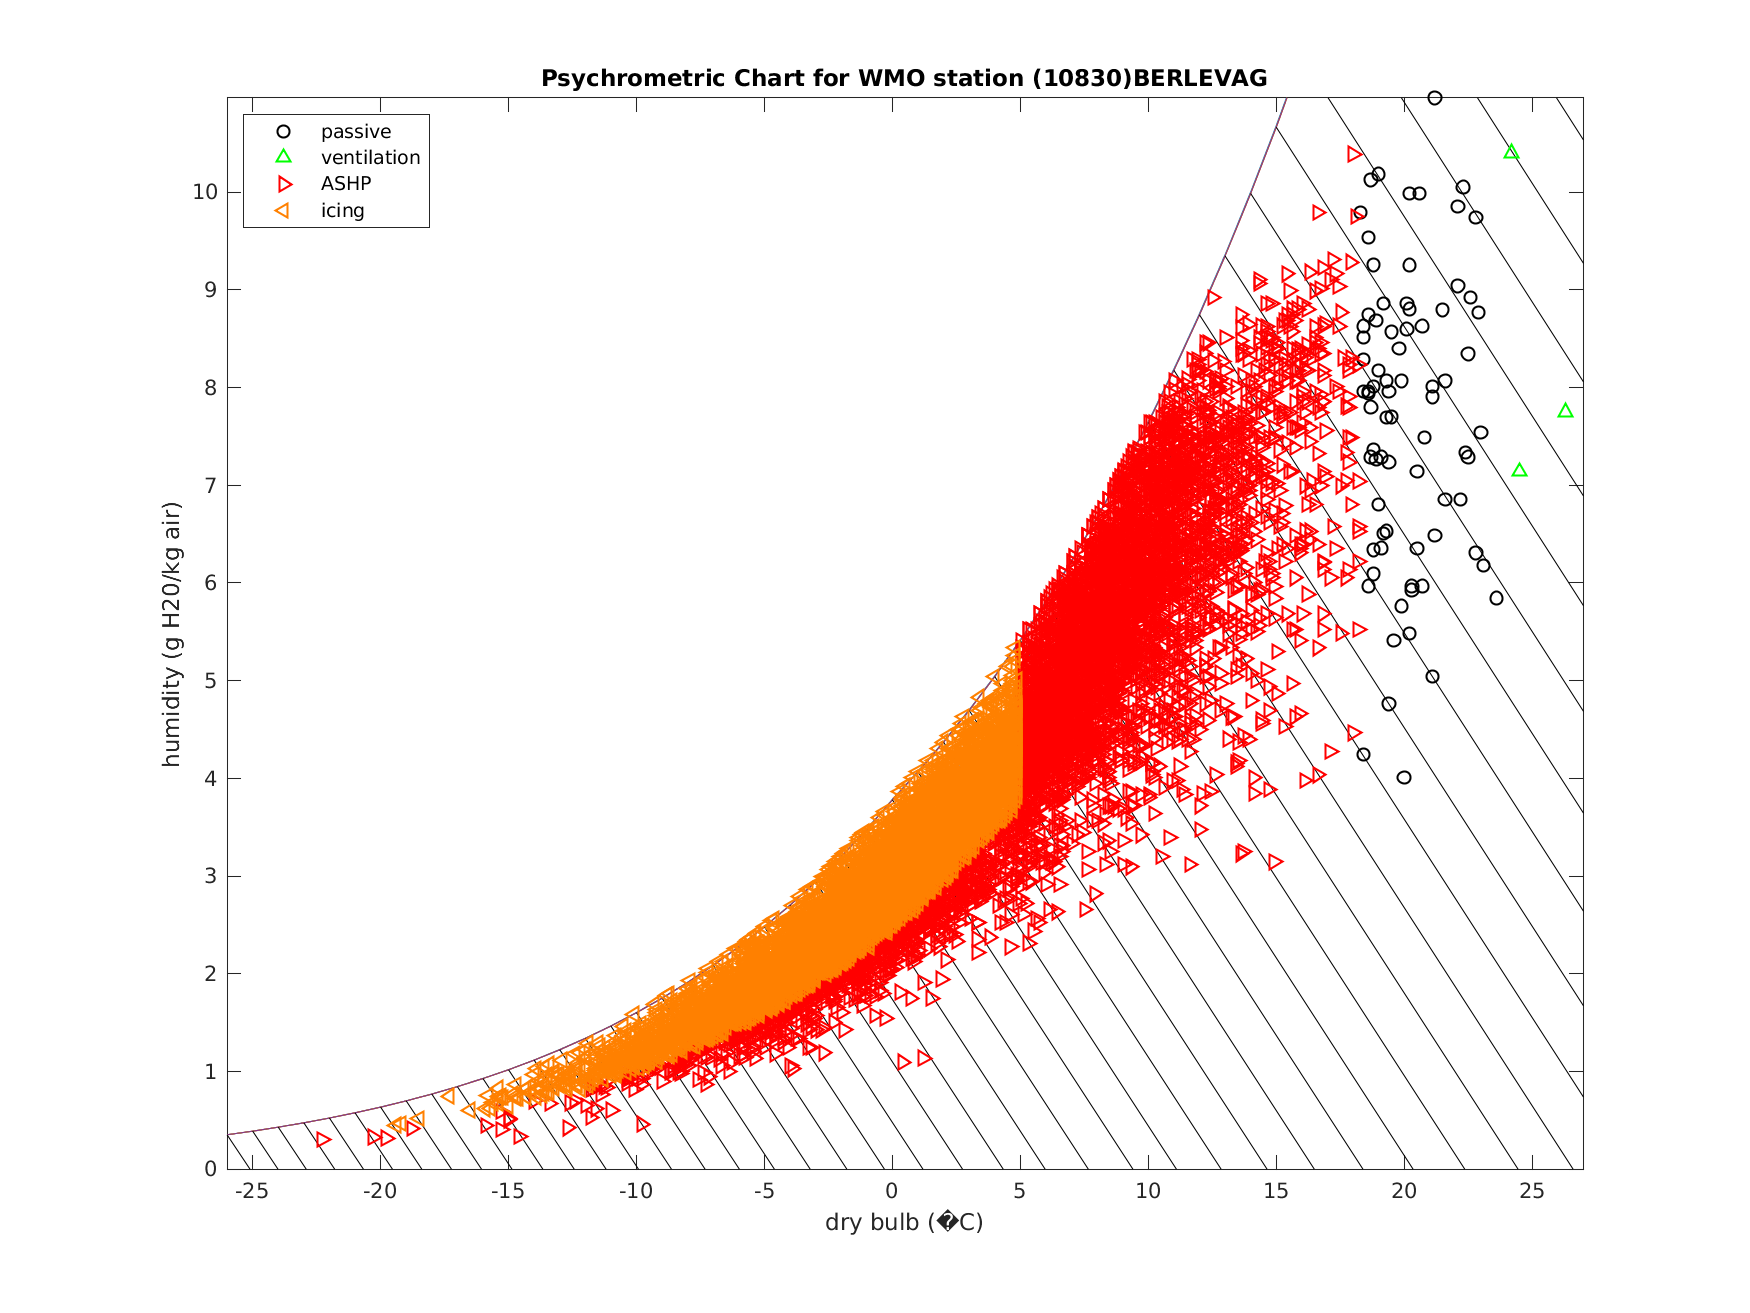 Psychrometric Chart for WMO station (10830)BERLEVAG
passive
ventilation
ASHP
icing
10
9
8
7
6
5
4
3
2
1
0
humidity (g H20/kg air)
-25 -20 -15 -10 -5 0 5 10 15 20 25
dry bulb (�C)